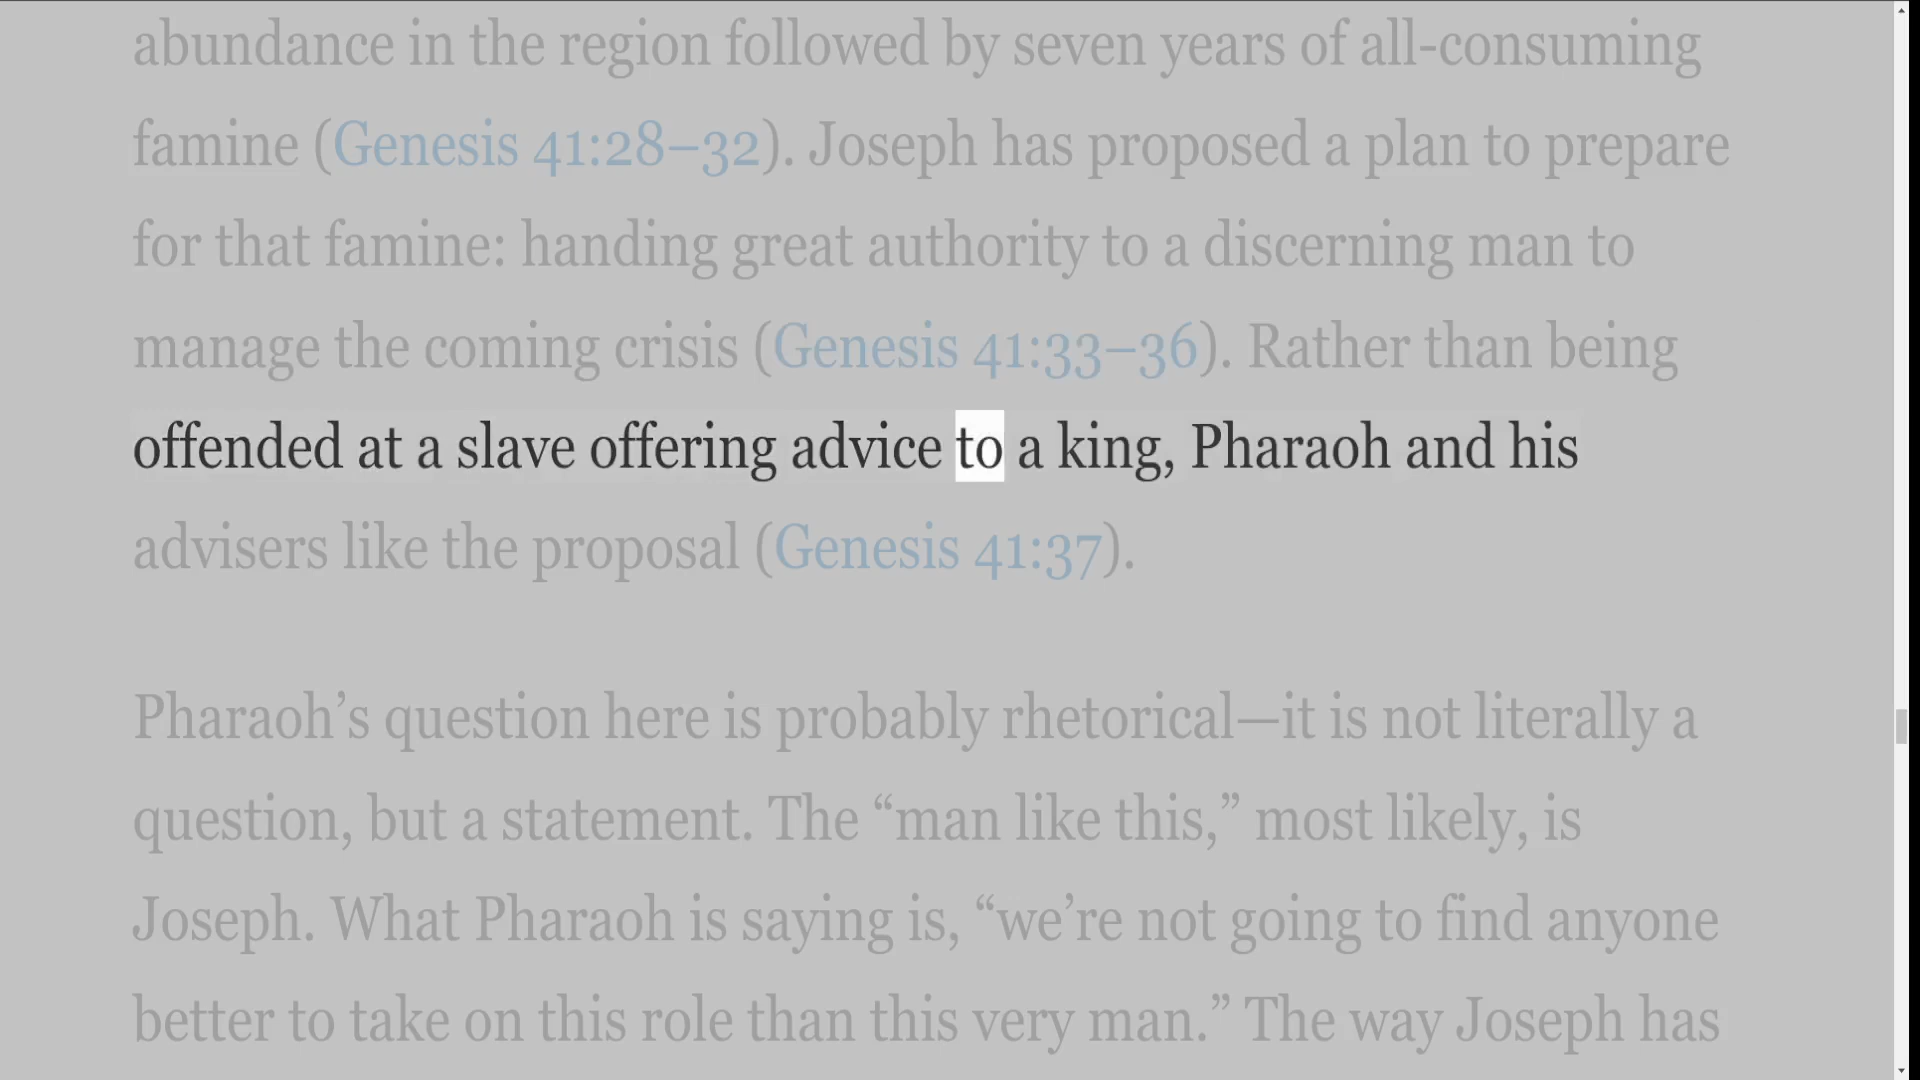 abundance in the region followed by seven years of all-consuming
famine (Genesis 41:28–32). Joseph has proposed a plan to prepare
for that famine: handing great authority to a discerning man to
manage the coming crisis (Genesis 41:33–36). Rather than being
offended at a slave offering advice to a king, Pharaoh and his
advisers like the proposal (Genesis 41:37).
Pharaoh’s question here is probably rhetorical—it is not literally a
question, but a statement. The “man like this,” most likely, is
Joseph. What Pharaoh is saying is, “we’re not going to find anyone
better to take on this role than this very man.” The way Joseph has